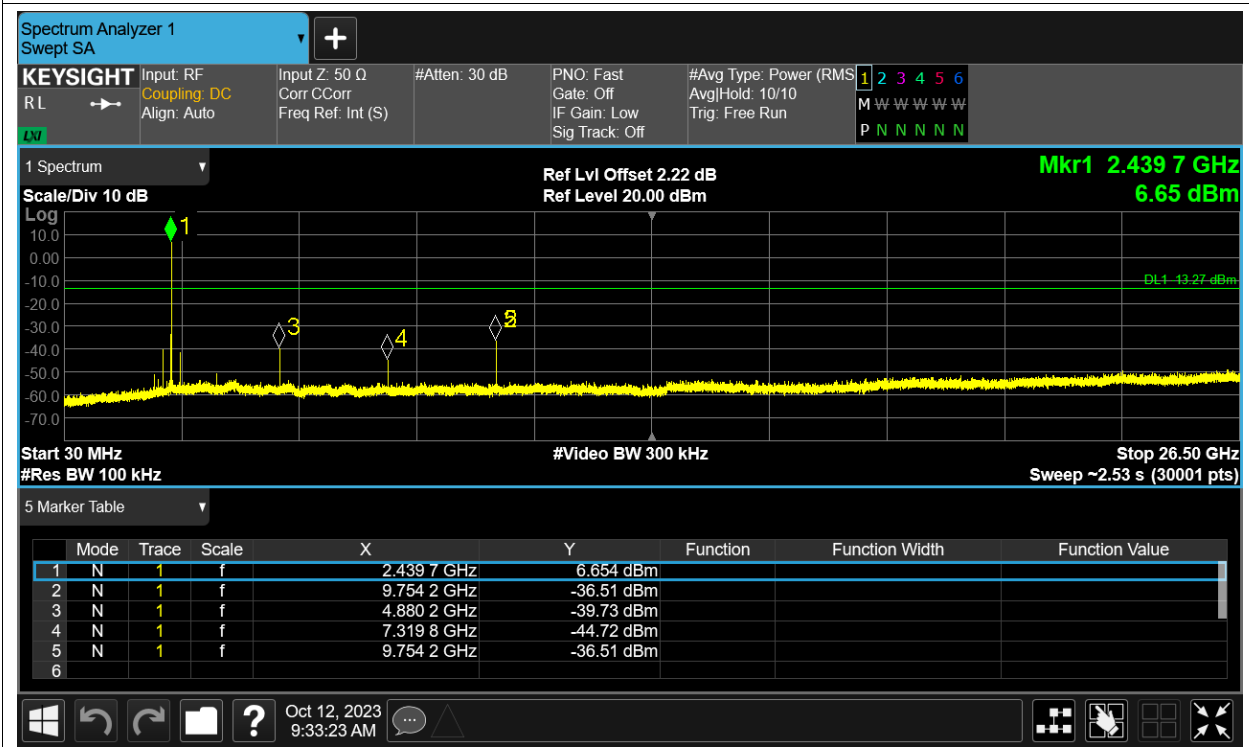 Spectrum Analyzer 1
Swept SA
+
KEYSIGHT Input: RF Input Z: 50 Ω #Atten: 30 dB PNO: Fast #Avg Type: Power (RMS 1 2 3 4 5 6
R L Coupling: DC Corr CCorr Gate: Off Avg|Hold: 10/10 M W W W W W
Align: Auto Freq Ref: Int (S) IF Gain: Low Trig: Free Run
LXI Sig Track: Off P N N N N N
1 Spectrum Ref Lvl Offset 2.22 dB Mkr1 2.439 7 GHz
Scale/Div 10 dB Ref Level 20.00 dBm 6.65 dBm
Log
1
10.0
0.00
-10.0 DL1 -13.27 dBm
-20.0
-30.0 3 4
-40.0
-50.0
-60.0
-70.0
Start 30 MHz #Video BW 300 kHz Stop 26.50 GHz
#Res BW 100 kHz Sweep ~2.53 s (30001 pts)
5 Marker Table
Mode Trace Scale X Y Function Function Width Function Value
1 N 1 f 2.439 7 GHz 6.654 dBm
2 N 1 f 9.754 2 GHz -36.51 dBm
3 N 1 f 4.880 2 GHz -39.73 dBm
4 N 1 f 7.319 8 GHz -44.72 dBm
5 N 1 f 9.754 2 GHz -36.51 dBm
6
? Oct 12, 2023
9:33:23 AM